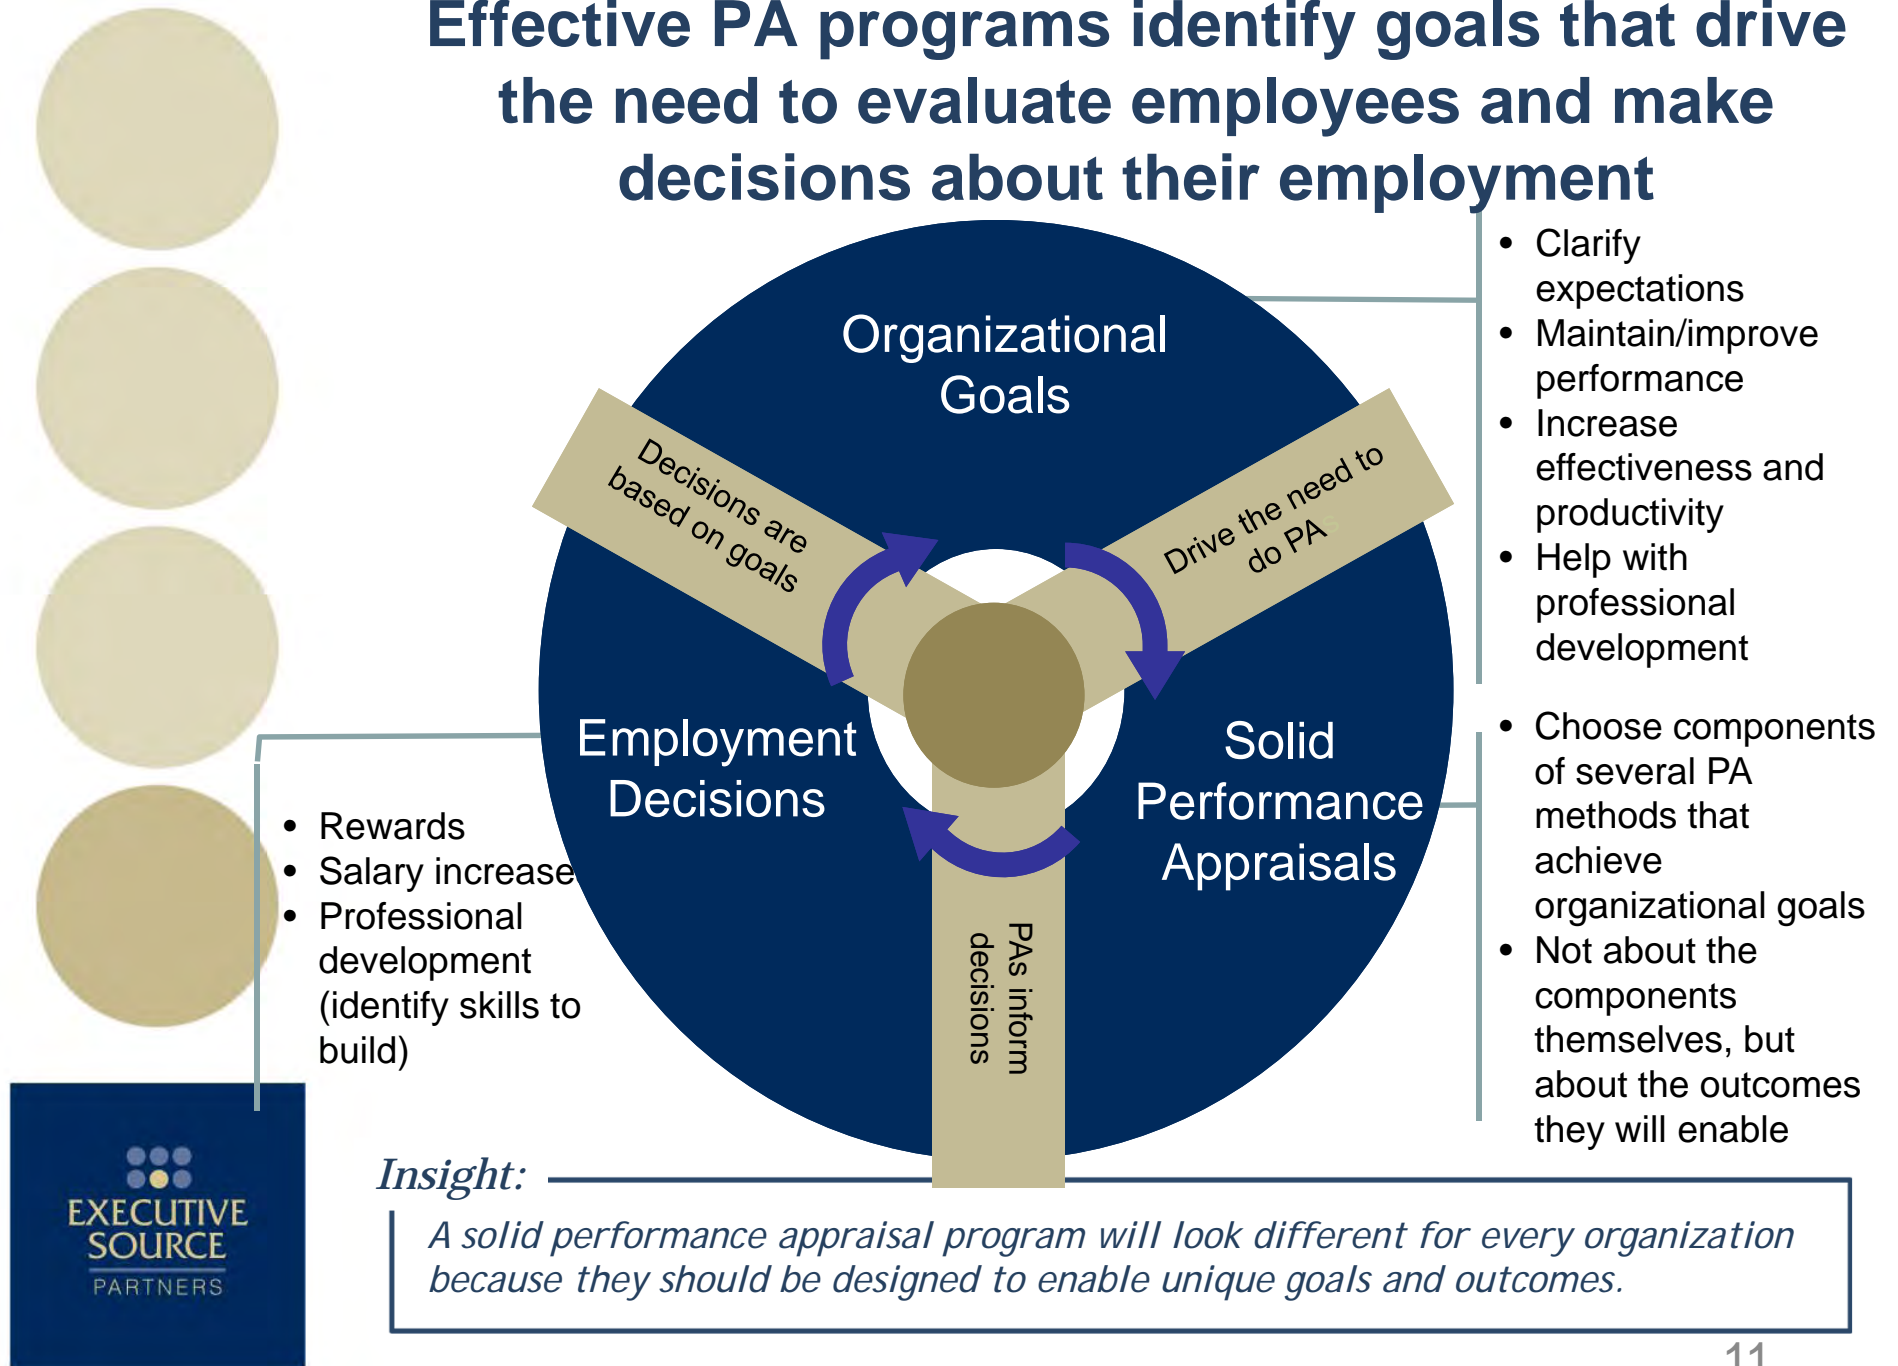 Effective PA programs identify goals that drive
the need to evaluate employees and make
decisions about their employment
Organizational
Goals
• Clarify
expectations
• Maintain/improve
performance
• Increase
effectiveness and
productivity
• Help with
professional
development
Decisions are
based on goals
Drive the need to
do PAs
Employment
Decisions
Solid
Performance
Appraisals
• Choose components
of several PA
methods that
achieve
organizational goals
• Not about the
components
themselves, but
about the outcomes
they will enable
• Rewards
• Salary increase
• Professional
development
(identify skills to
build)
PAs inform
decisions
Insight:
A solid performance appraisal program will look different for every organization
because they should be designed to enable unique goals and outcomes.
EXECUTIVE
SOURCE
PARTNERS
11